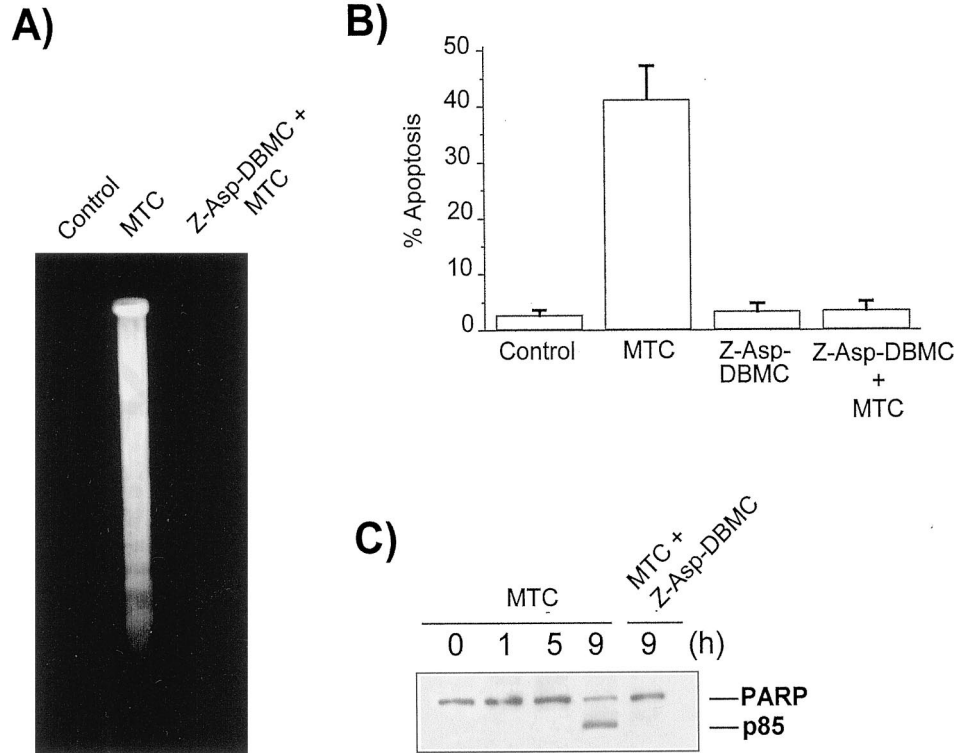 A)
Control
MTC
Z-Asp-DBMC +
MTC
B)
% Apoptosis
50
40
30
20
10
0
Control
MTC
Z-Asp-
DBMC
Z-Asp-DBMC
+
MTC
C)
MTC
MTC +
Z-Asp-DBMC
0 1 5 9 9 (h)
PARP
p85